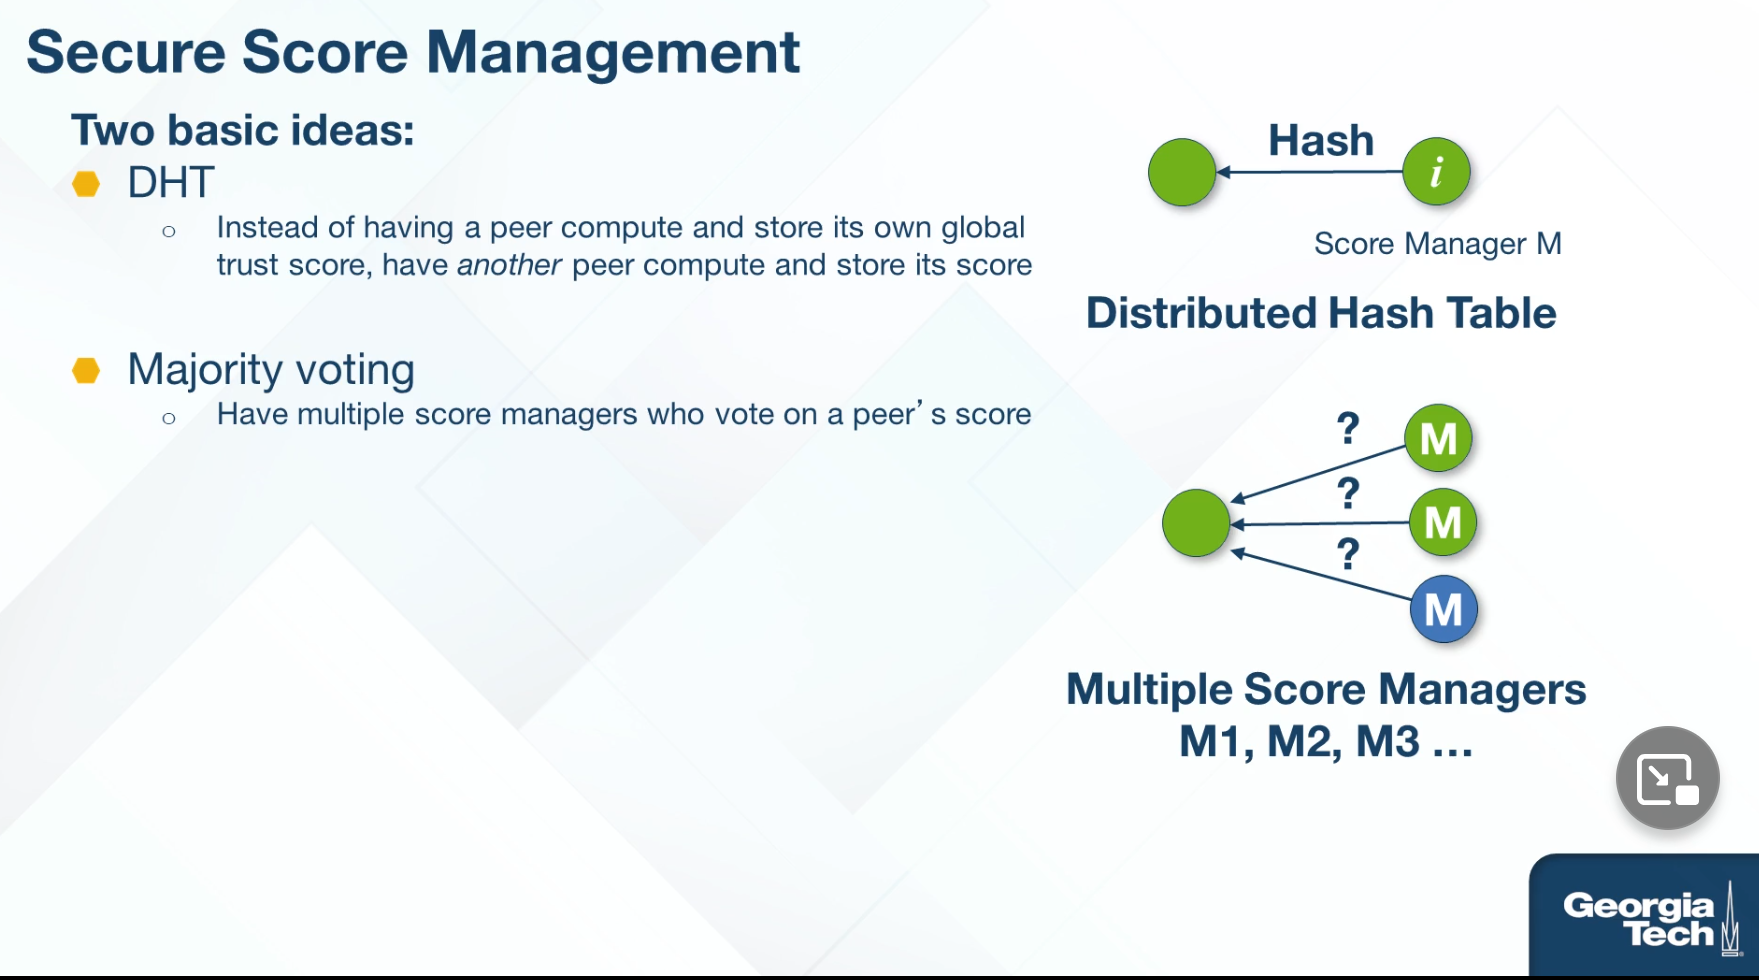 Secure Score Management
Two basic ideas:
DHT
Instead of having a peer compute and store its own global
trust score, have another peer compute and store its score
Majority voting
Have multiple score managers who vote on a peer’s score
Hash
i
Score Manager M
Distributed Hash Table
?
M
?
M
?
M
Multiple Score Managers
M1, M2, M3 ...
Georgia
Tech